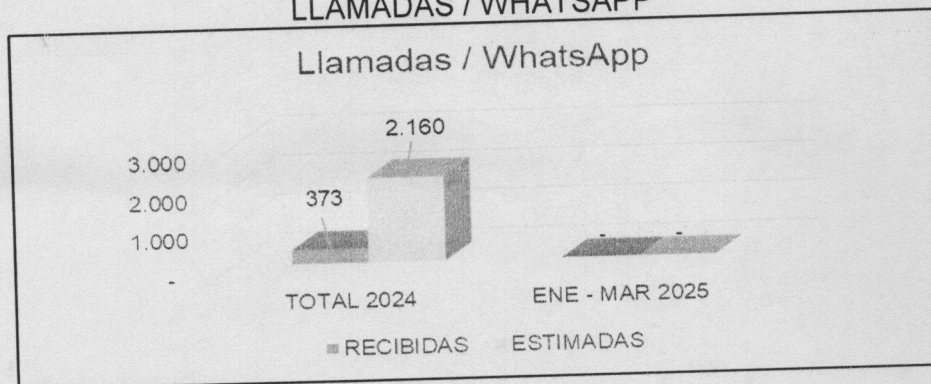 LLAMADAS / WHATSAPP
Llamadas / WhatsApp
2.160
3.000
2.000
373
1.000
-
- -
TOTAL 2024
ENE - MAR 2025
RECIBIDAS
ESTIMADAS